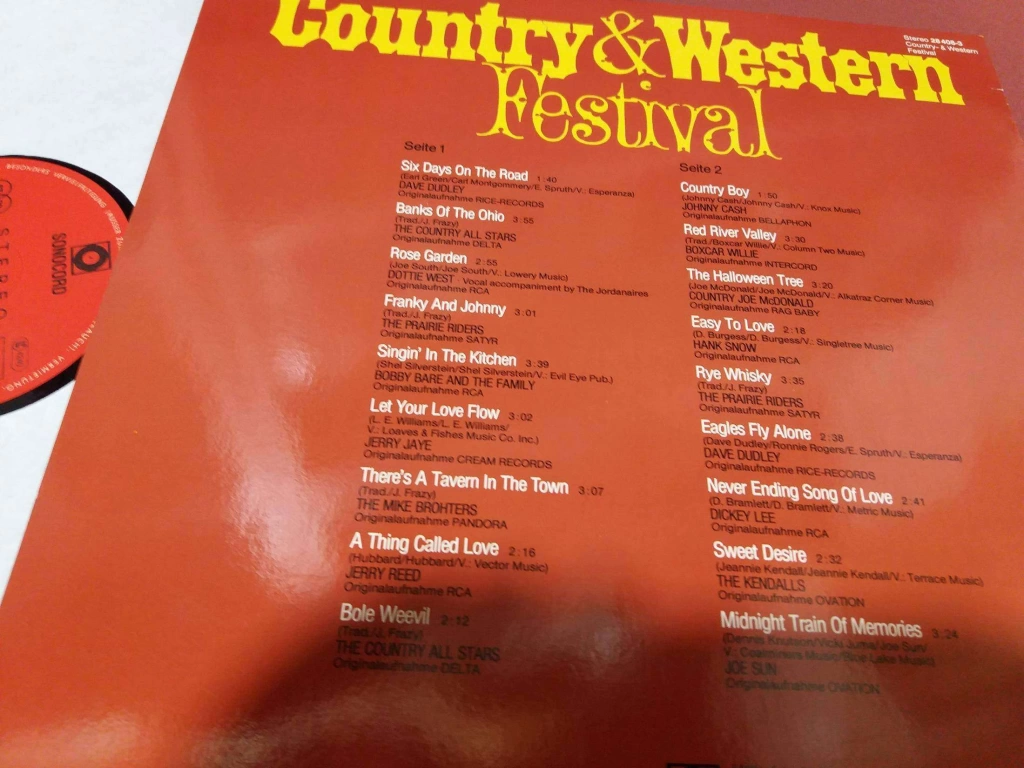 Country & Western
Festival
Stereo 28 408-3
Country- & Western
Festival
Seite 1
Six Days On The Road 1:40
(Earl Green/Carl Montgommery/E. Spruth/V.: Esperanza)
DAVE DUDLEY
Originalaufnahme RICE-RECORDS
Banks Of The Ohio 3:55
(Trad./J. Frazy)
THE COUNTRY ALL STARS
Originalaufnahme DELTA
Rose Garden 2:55
(Joe South/Joe South/V.: Lowery Music)
DOTTIE WEST · Vocal accompaniment by The Jordanaires
Originalaufnahme RCA
Franky And Johnny 3:01
(Trad./J. Frazy)
THE PRAIRIE RIDERS
Originalaufnahme SATYR
Singin' In The Kitchen 3:39
(Shel Silverstein/Shel Silverstein/V.: Evil Eye Pub.)
BOBBY BARE AND THE FAMILY
Originalaufnahme RCA
Let Your Love Flow 3:02
(L. E. Williams/L. E. Williams/
V.: Loaves & Fishes Music Co. Inc.)
JERRY JAYE
Originalaufnahme CREAM RECORDS
There's A Tavern In The Town 3:07
(Trad./J. Frazy)
THE MIKE BROHTERS
Originalaufnahme PANDORA
A Thing Called Love 2:16
(Hubbard/Hubbard/V.: Vector Music)
JERRY REED
Originalaufnahme RCA
Bole Weevil 2:12
(Trad./J. Frazy)
THE COUNTRY ALL STARS
Originalaufnahme DELTA
Seite 2
Country Boy 1:50
(Johnny Cash/Johnny Cash/V.: Knox Music)
JOHNNY CASH
Originalaufnahme BELLAPHON
Red River Valley 3:30
(Trad./Boxcar Willie/V.: Column Two Music)
BOXCAR WILLIE
Originalaufnahme INTERCORD
The Halloween Tree 3:20
(Joe McDonald/Joe McDonald/V.: Alkatraz Corner Music)
COUNTRY JOE McDONALD
Originalaufnahme RAG BABY
Easy To Love 2:18
(D. Burgess/D. Burgess/V.: Singletree Music)
HANK SNOW
Originalaufnahme RCA
Rye Whisky 3:35
(Trad./J. Frazy)
THE PRAIRIE RIDERS
Originalaufnahme SATYR
Eagles Fly Alone 2:38
(Dave Dudley/Ronnie Rogers/E. Spruth/V.: Esperanza)
DAVE DUDLEY
Originalaufnahme RICE-RECORDS
Never Ending Song Of Love 2:41
(D. Bramlett/D. Bramlett/V.: Metric Music)
DICKEY LEE
Originalaufnahme RCA
Sweet Desire 2:32
(Jeannie Kendall/Jeannie Kendall/V.: Terrace Music)
THE KENDALLS
Originalaufnahme OVATION
Midnight Train Of Memories 3:24
(Dennis Knutson/Vicki Juma/Joe Sun/
V.: Coalminers Music/Rice Lake Music)
JOE SUN
Originalaufnahme OVATION
SONOCORD
STEREO
VERMIETUNG